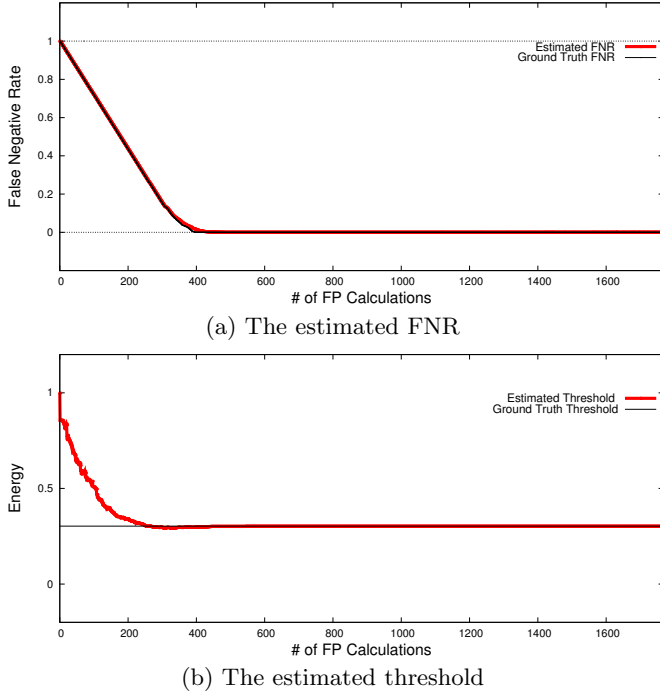 1
0.8
0.6
0.4
0.2
0
False Negative Rate
Estimated FNR
Ground Truth FNR
0 200 400 600 800 1000 1200 1400 1600
# of FP Calculations
(a) The estimated FNR
1
0.5
0
Energy
Estimated Threshold
Ground Truth Threshold
0 200 400 600 800 1000 1200 1400 1600
# of FP Calculations
(b) The estimated threshold